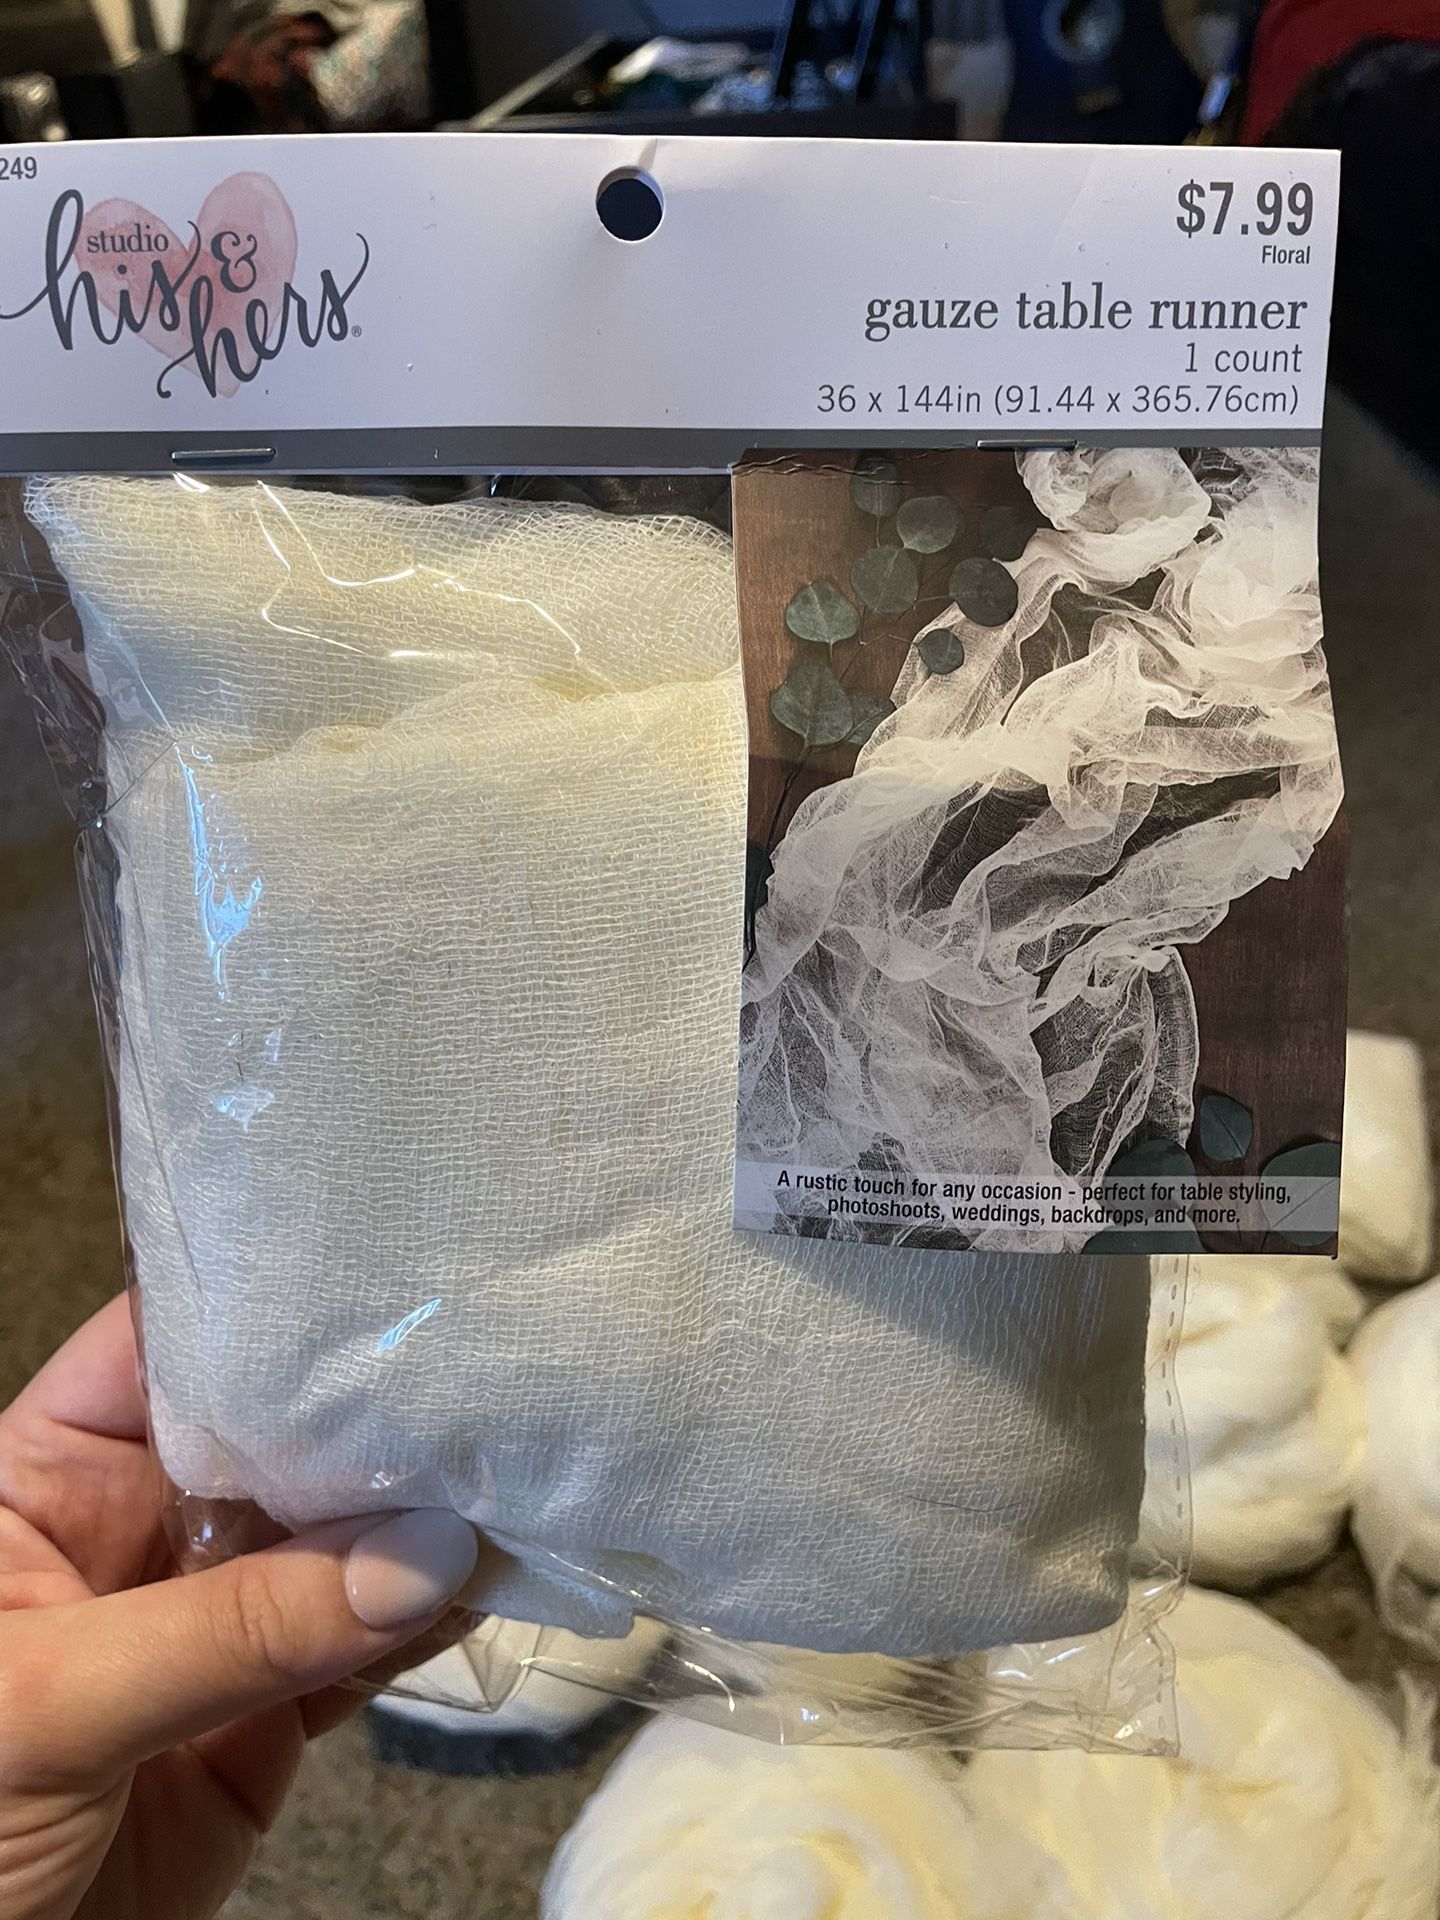 249
studio
his &
hers®
$7.99
Floral
gauze table runner
1 count
36 x 144in (91.44 x 365.76cm)
A rustic touch for any occasion - perfect for table styling,
photoshoots, weddings, backdrops, and more.